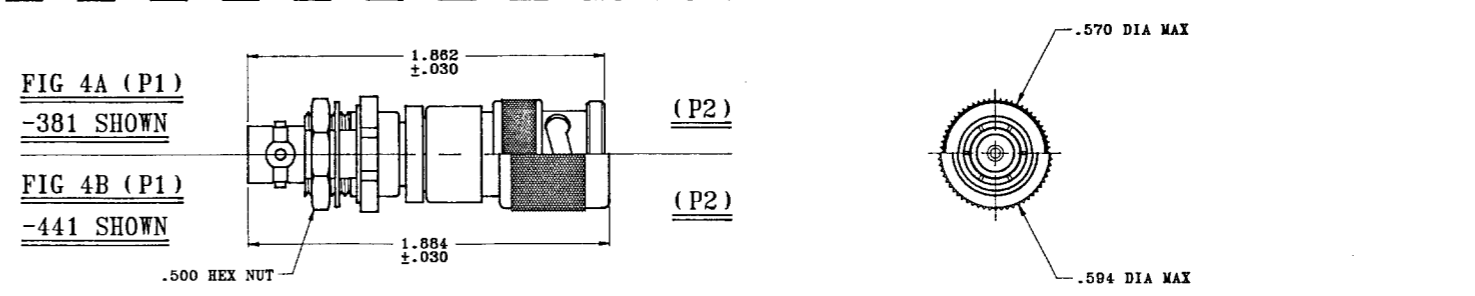 .570 DIA MAX
1.862
±.030
FIG 4A (P1)
-381 SHOWN
(P2)
FIG 4B (P1)
-441 SHOWN
(P2)
1.884
±.030
.500 HEX NUT
.594 DIA MAX